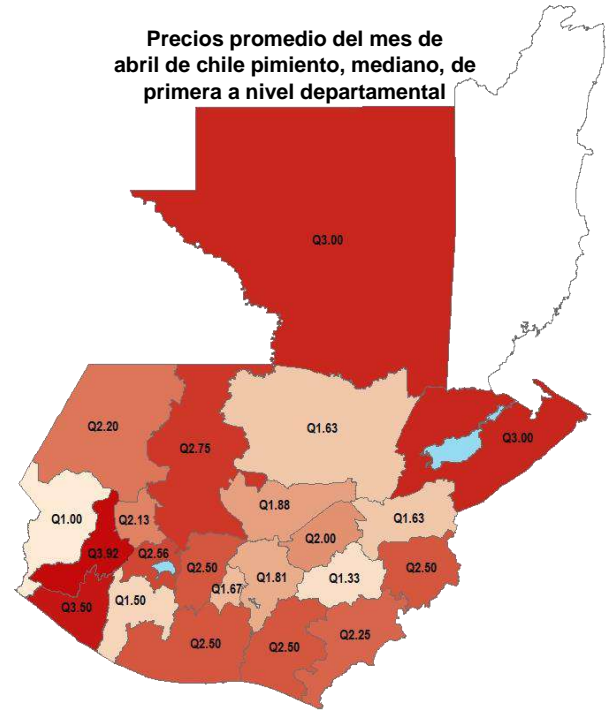 Precios promedio del mes de
abril de chile pimiento, mediano, de
primera a nivel departamental
Q3.00
Q2.20
Q2.75
Q1.63
Q3.00
Q1.00
Q2.13
Q1.88
Q1.63
Q3.92
Q2.56
Q2.00
Q2.50
Q2.50
Q1.67
Q1.81
Q1.33
Q3.50
Q1.50
Q2.25
Q2.50
Q2.50